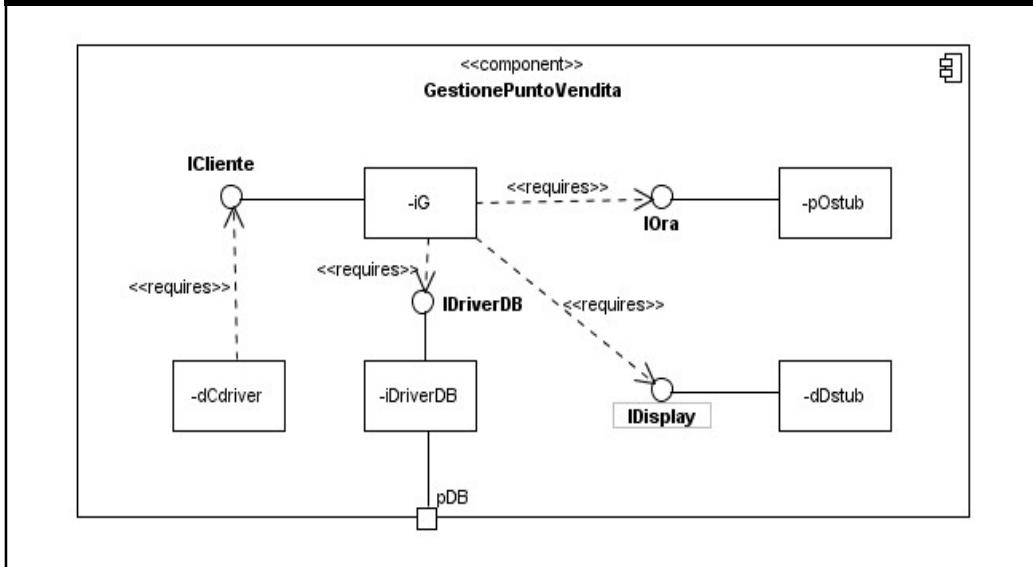 <<component>>
GestionePuntoVendita
ICliente
<<requires>>
-iG
-pOstub
IOra
<<requires>>
<<requires>>
IDriverDB
<<requires>>
-dCdriver
-iDriverDB
-dDstub
IDisplay
pDB